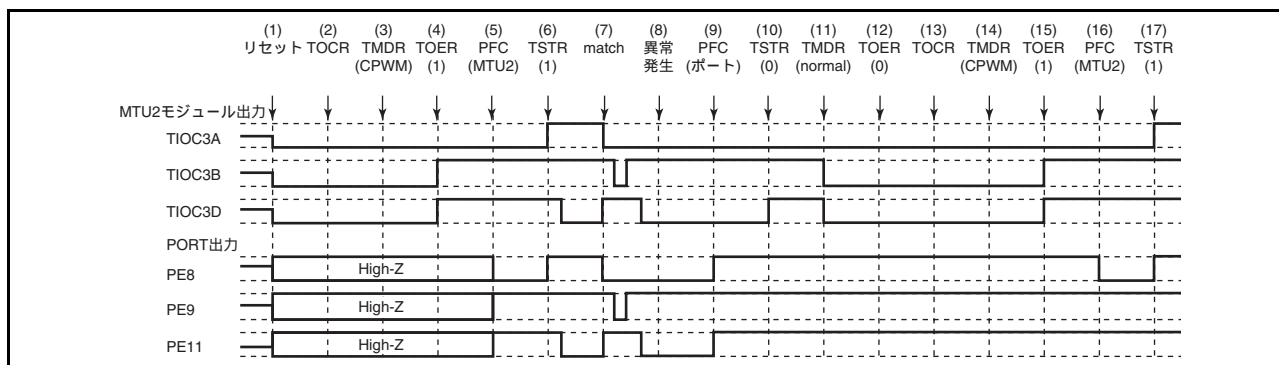 (1) (2) (3) (4) (5) (6) (7) (8) (9) (10) (11) (12) (13) (14) (15) (16) (17)
リセット TOCR TMDR TOER PFC TSTR match 異常 PFC TSTR TMDR TOER TOCR TMDR TOER PFC TSTR
(CPWM) (1) (MTU2) (1) 発生 (ポート) (0) (normal) (0) (CPWM) (1) (MTU2) (1)
MTU2モジュール出力
TIOC3A
TIOC3B
TIOC3D
PORT出力
PE8 High-Z
PE9 High-Z
PE11 High-Z